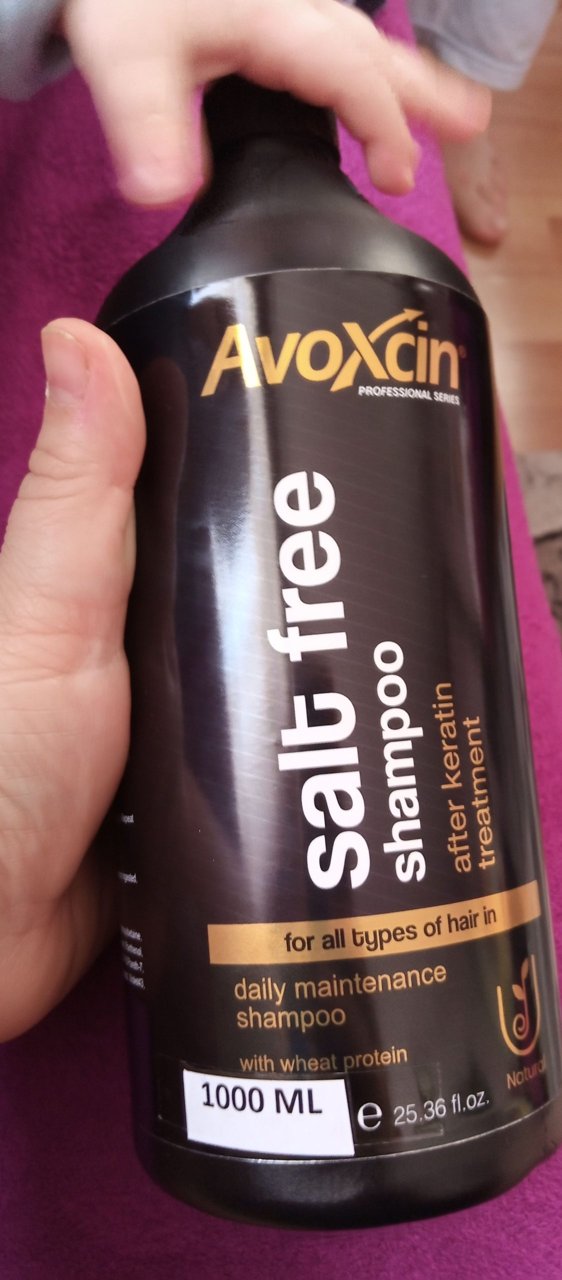 Avoxcin®
PROFESSIONAL SERIES
salt free
shampoo
after keratin
treatment
for all types of hair in
daily maintenance
shampoo
with wheat protein
1000 ML
e 25.36 fl.oz.
Natural